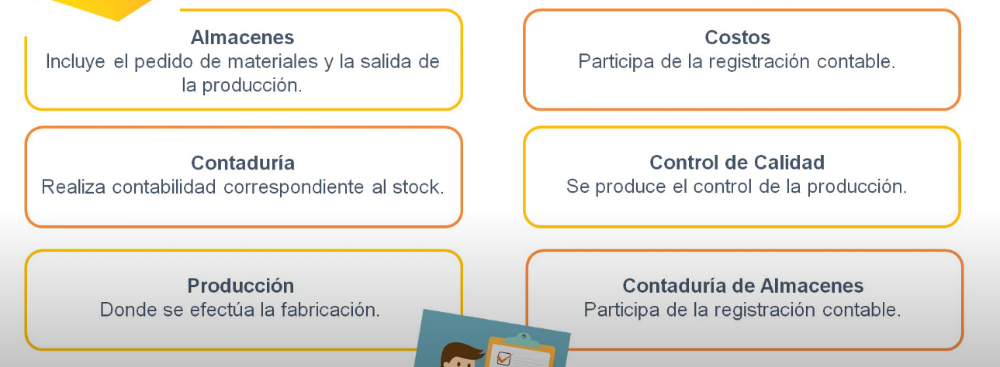 Almacenes
Incluye el pedido de materiales y la salida de
la producción.
Costos
Participa de la registración contable.
Contaduría
Realiza contabilidad correspondiente al stock.
Control de Calidad
Se produce el control de la producción.
Producción
Donde se efectúa la fabricación.
Contaduría de Almacenes
Participa de la registración contable.